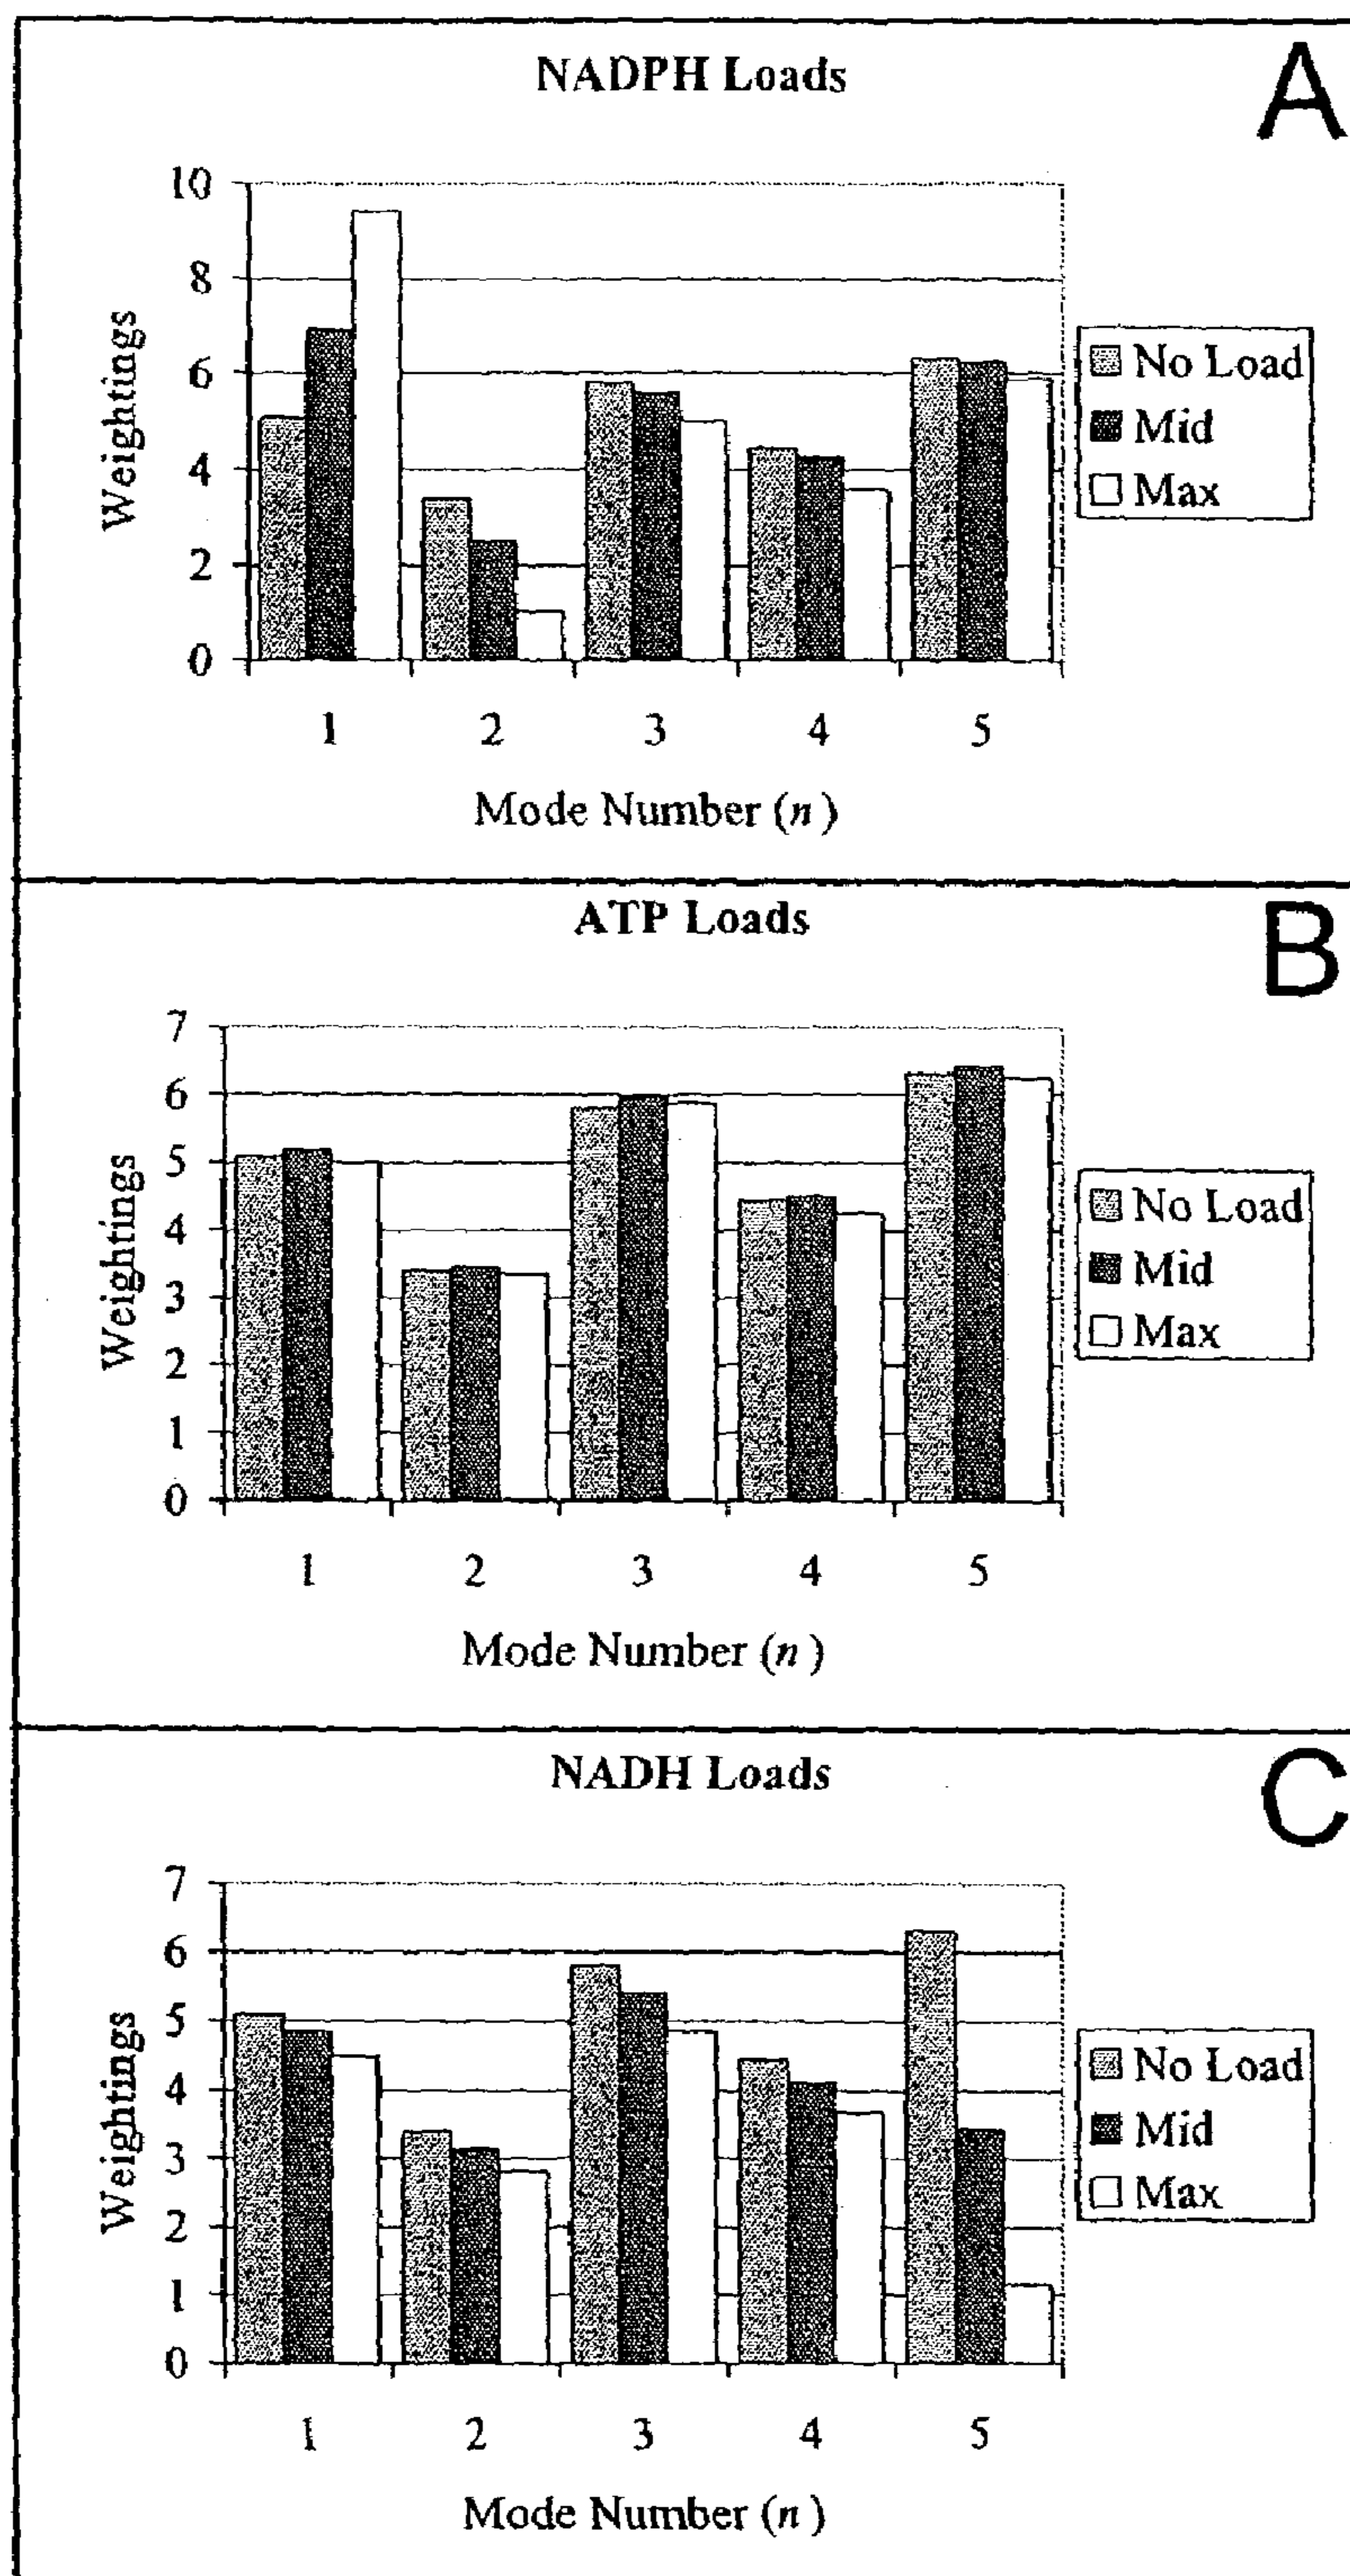 A
NADPH Loads
10
8
6
4
2
0
Weightings
1 2 3 4 5
Mode Number (n)
No Load
Mid
Max
B
ATP Loads
7
6
5
4
3
2
1
0
Weightings
1 2 3 4 5
Mode Number (n)
No Load
Mid
Max
C
NADH Loads
7
6
5
4
3
2
1
0
Weightings
1 2 3 4 5
Mode Number (n)
No Load
Mid
Max